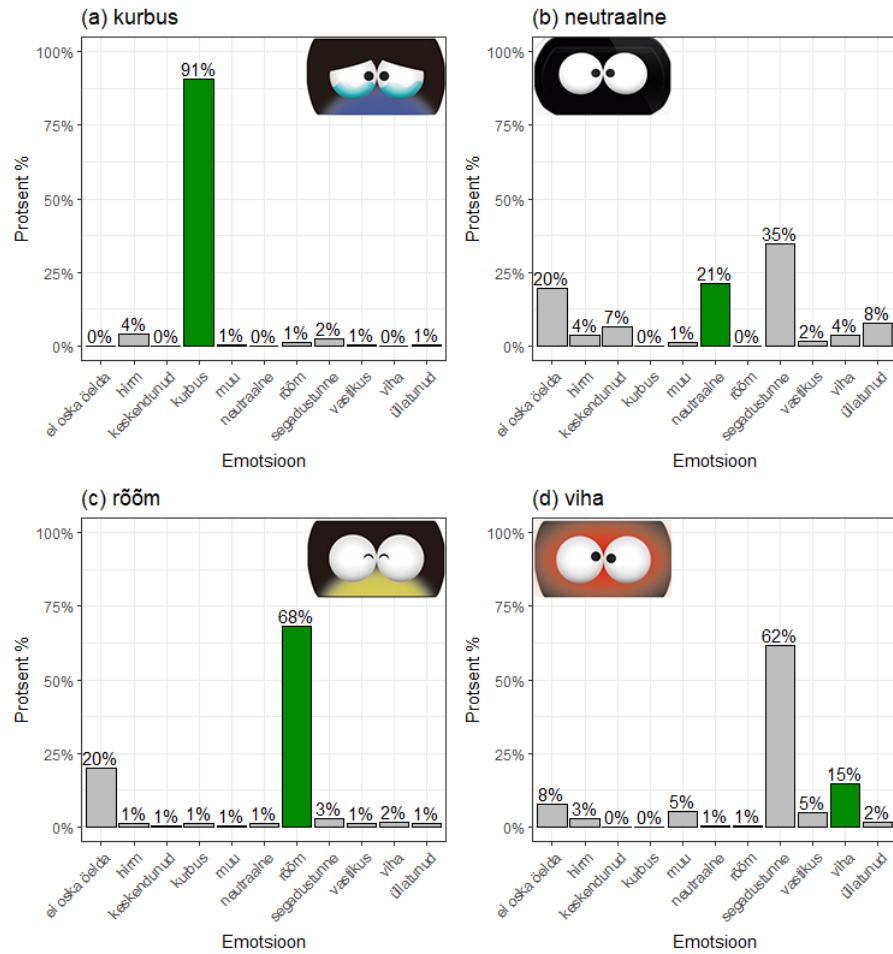 (a) kurbus
100%
75%
50%
25%
0%
Protsent %
0%
4%
0%
91%
1%
0%
1%
2%
1%
0%
1%
ei oska öelda
hirm
keskendunud
kurbus
muu
neutraalne
rõõm
segadustunne
vastikus
viha
üllatunud
Emotsioon
(b) neutraalne
100%
75%
50%
25%
0%
Protsent %
20%
4%
7%
0%
1%
21%
0%
35%
2%
4%
8%
ei oska öelda
hirm
keskendunud
kurbus
muu
neutraalne
rõõm
segadustunne
vastikus
viha
üllatunud
Emotsioon
(c) rõõm
100%
75%
50%
25%
0%
Protsent %
20%
1%
1%
1%
1%
1%
68%
3%
1%
2%
1%
ei oska öelda
hirm
keskendunud
kurbus
muu
neutraalne
rõõm
segadustunne
vastikus
viha
üllatunud
Emotsioon
(d) viha
100%
75%
50%
25%
0%
Protsent %
8%
3%
0%
0%
5%
1%
1%
62%
5%
15%
2%
ei oska öelda
hirm
keskendunud
kurbus
muu
neutraalne
rõõm
segadustunne
vastikus
viha
üllatunud
Emotsioon